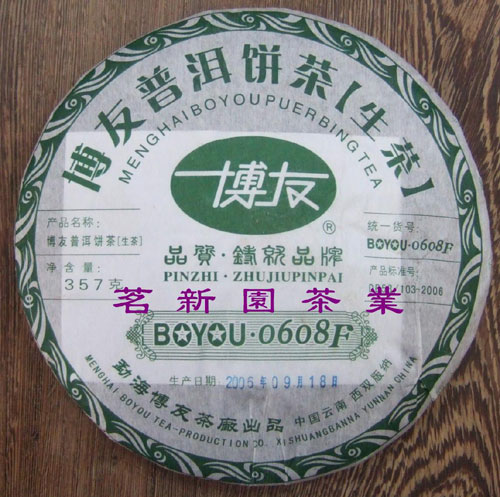 博友普洱饼茶[生茶]
MENGHAIBOYOUPUERBINGTEA
博友
®
产品名称:
博友普洱饼茶[生茶]
净含量:
357克
统一货号
BOYOU-0608F
产品标准号:
103-2006
品質·鑄就品牌
PINZHI·ZHUJIUPINPAI
茗新園茶業
BOYOU·0608F
生产日期: 2006年09月18日
勐海博友茶廠出品 中国云南西双版纳
MENGHAI BOYOU TEA-PRODUCTION CO. XISHUANGBANNA YUNNAN CHINA